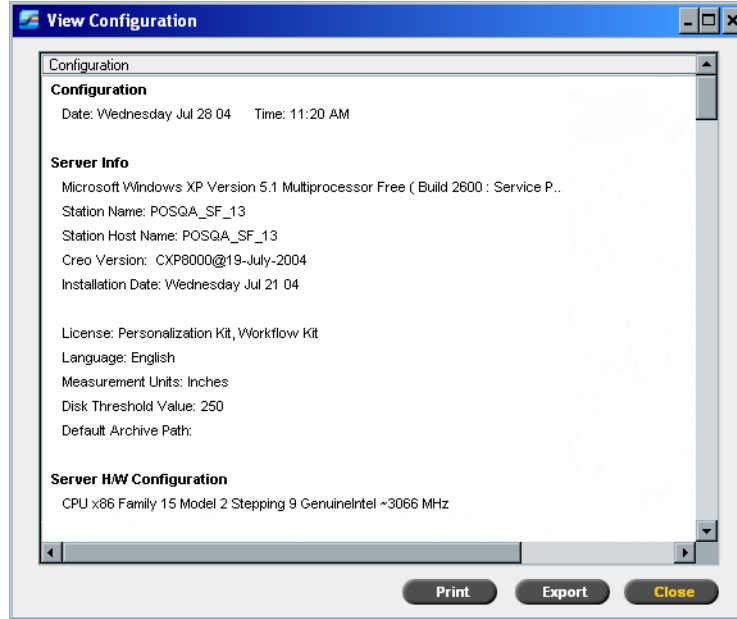 View Configuration
Configuration
Configuration
Date: Wednesday Jul 28 04 Time: 11:20 AM
Server Info
Microsoft Windows XP Version 5.1 Multiprocessor Free ( Build 2600 : Service P..
Station Name: POSQA_SF_13
Station Host Name: POSQA_SF_13
Creo Version: CXP8000@19-July-2004
Installation Date: Wednesday Jul 21 04
License: Personalization Kit, Workflow Kit
Language: English
Measurement Units: Inches
Disk Threshold Value: 250
Default Archive Path:
Server H/W Configuration
CPU x86 Family 15 Model 2 Stepping 9 GenuineIntel ~3066 MHz
Print Export Close